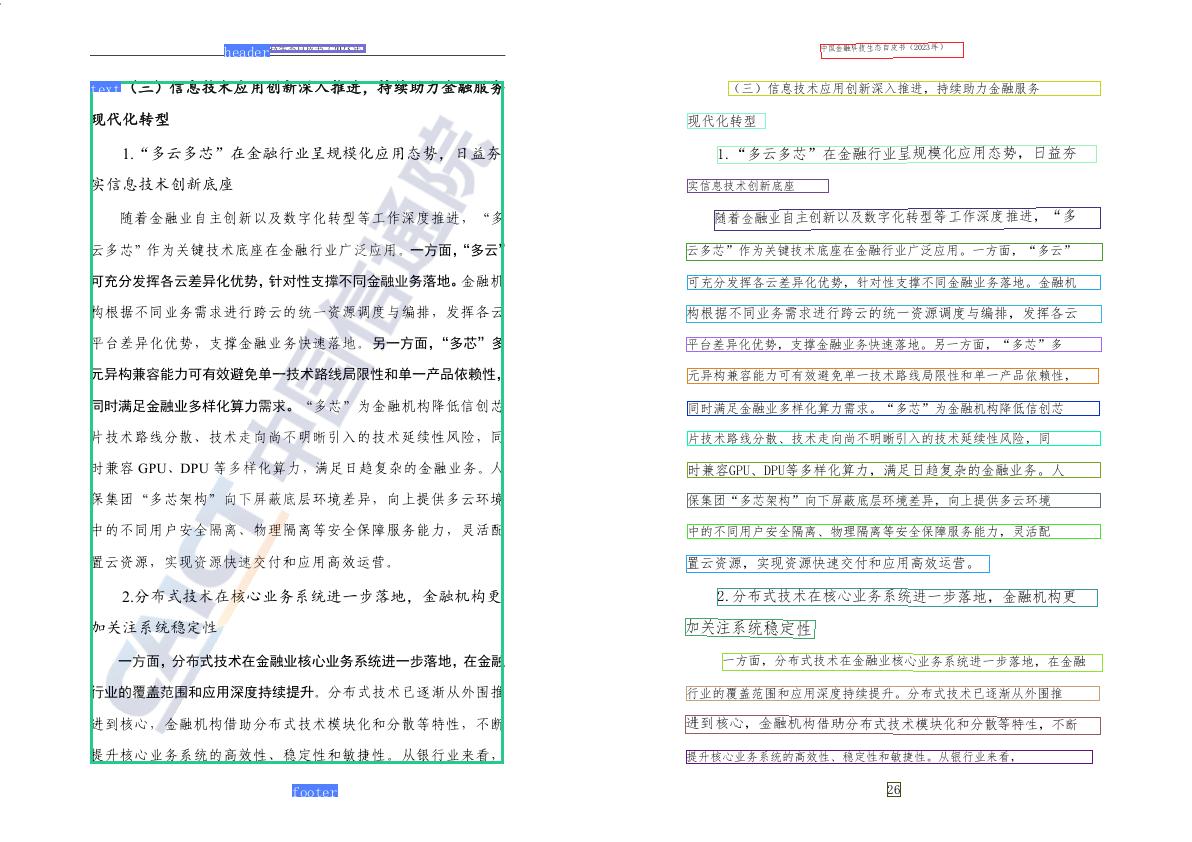 header
text （三）信息技术应用创新深入推进，持续助力金融服务
现代化转型
1.“多云多芯”在金融行业呈规模化应用态势，日益夯
实信息技术创新底座
随着金融业自主创新以及数字化转型等工作深度推进，“多
云多芯”作为关键技术底座在金融行业广泛应用。一方面，“多云”
可充分发挥各云差异化优势，针对性支撑不同金融业务落地。金融机
构根据不同业务需求进行跨云的统一资源调度与编排，发挥各云
平台差异化优势，支撑金融业务快速落地。另一方面，“多芯”多
元异构兼容能力可有效避免单一技术路线局限性和单一产品依赖性，
同时满足金融业多样化算力需求。“多芯”为金融机构降低信创芯
片技术路线分散、技术走向尚不明晰引入的技术延续性风险，同
时兼容 GPU、DPU 等多样化算力，满足日趋复杂的金融业务。人
保集团“多芯架构”向下屏蔽底层环境差异，向上提供多云环境
中的不同用户安全隔离、物理隔离等安全保障服务能力，灵活配
置云资源，实现资源快速交付和应用高效运营。
2.分布式技术在核心业务系统进一步落地，金融机构更
加关注系统稳定性
一方面，分布式技术在金融业核心业务系统进一步落地，在金融
行业的覆盖范围和应用深度持续提升。分布式技术已逐渐从外围推
进到核心，金融机构借助分布式技术模块化和分散等特性，不断
提升核心业务系统的高效性、稳定性和敏捷性。从银行业来看，
CAICT 中国信通院
footer
中国金融科技生态白皮书（2023年）
（三）信息技术应用创新深入推进，持续助力金融服务
现代化转型
1.“多云多芯”在金融行业呈规模化应用态势，日益夯
实信息技术创新底座
随着金融业自主创新以及数字化转型等工作深度推进，“多
云多芯”作为关键技术底座在金融行业广泛应用。一方面，“多云”
可充分发挥各云差异化优势，针对性支撑不同金融业务落地。金融机
构根据不同业务需求进行跨云的统一资源调度与编排，发挥各云
平台差异化优势，支撑金融业务快速落地。另一方面，“多芯”多
元异构兼容能力可有效避免单一技术路线局限性和单一产品依赖性，
同时满足金融业多样化算力需求。“多芯”为金融机构降低信创芯
片技术路线分散、技术走向尚不明晰引入的技术延续性风险，同
时兼容GPU、DPU等多样化算力，满足日趋复杂的金融业务。人
保集团“多芯架构”向下屏蔽底层环境差异，向上提供多云环境
中的不同用户安全隔离、物理隔离等安全保障服务能力，灵活配
置云资源，实现资源快速交付和应用高效运营。
2.分布式技术在核心业务系统进一步落地，金融机构更
加关注系统稳定性
一方面，分布式技术在金融业核心业务系统进一步落地，在金融
行业的覆盖范围和应用深度持续提升。分布式技术已逐渐从外围推
进到核心，金融机构借助分布式技术模块化和分散等特性，不断
提升核心业务系统的高效性、稳定性和敏捷性。从银行业来看，
26